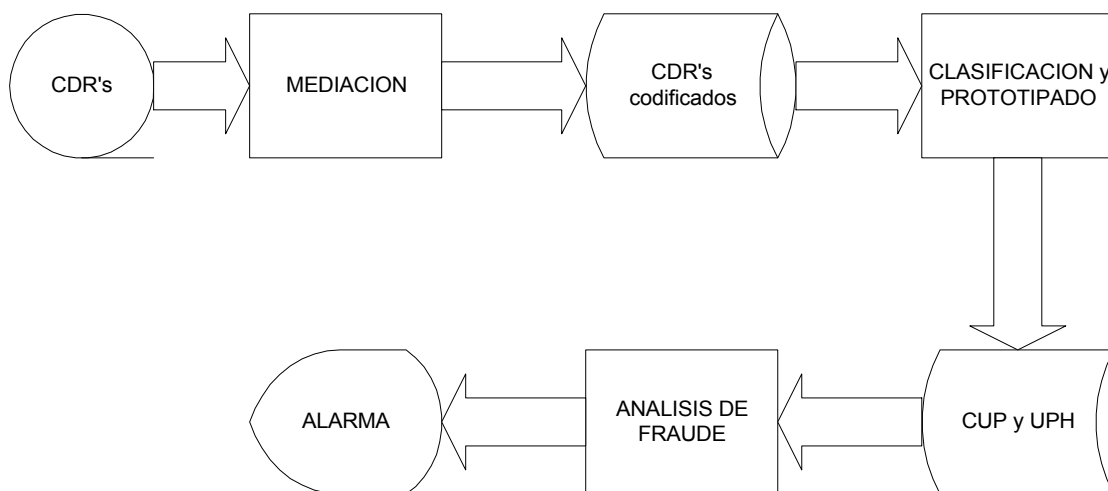 CDR's
MEDIACION
CDR's
codificados
CLASIFICACION y
PROTOTIPADO
CUP y UPH
ANALISIS DE
FRAUDE
ALARMA